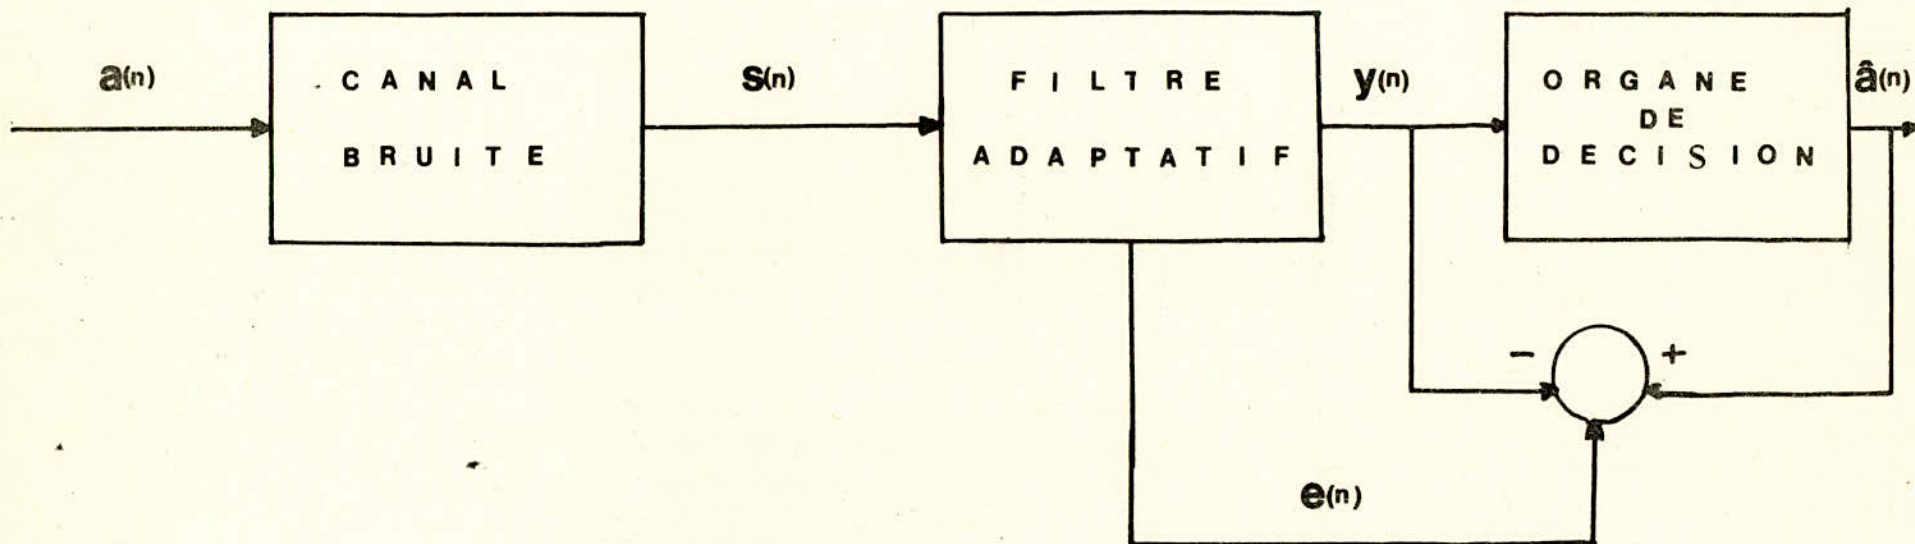 a(n)
CANAL
BRUITE
s(n)
FILTRE
ADAPTATIF
y(n)
ORGANE
DE
DECISION
â(n)
−
+
e(n)